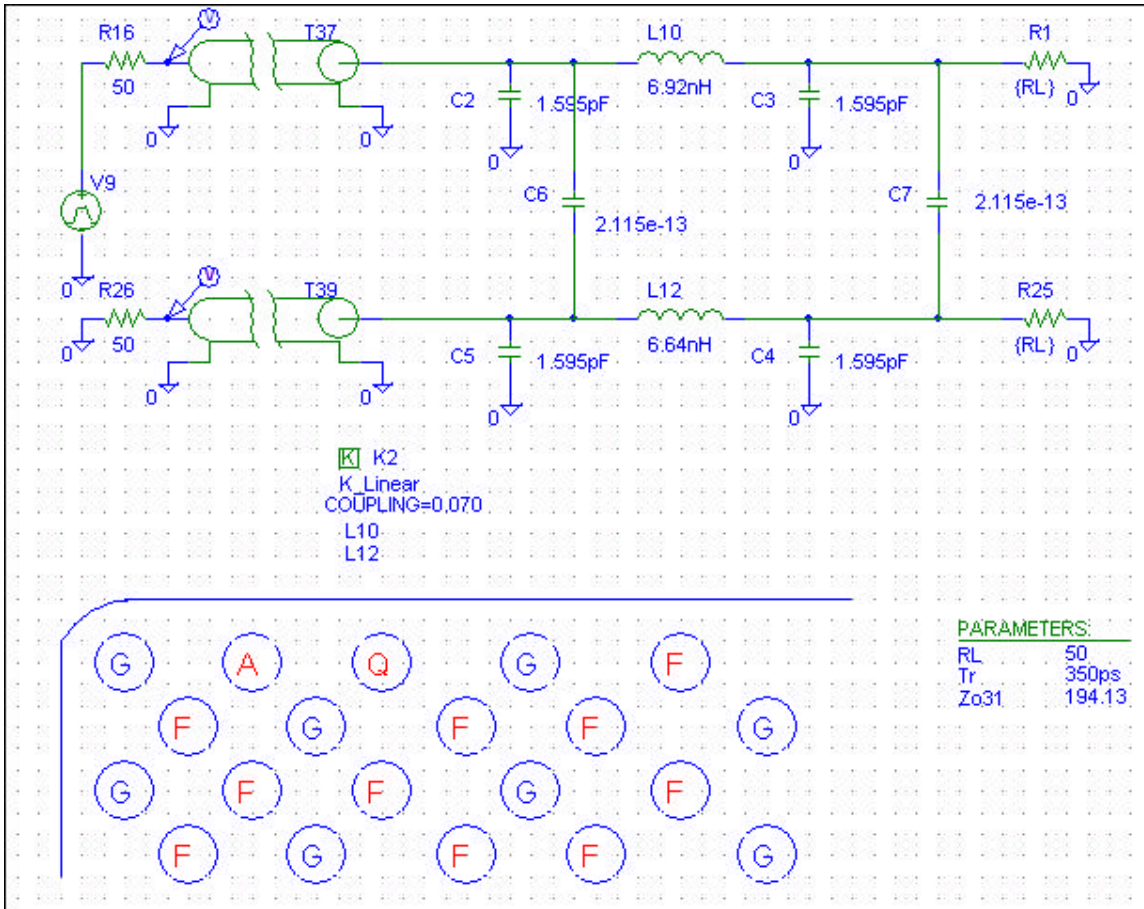 R16
T37
L10
R1
50
C2
1.595pF
6.92nH
C3
1.595pF
{RL}
0
0
0
0
0
0
V9
C6
2.115e-13
C7
2.115e-13
0
R26
T39
L12
R25
50
C5
1.595pF
6.64nH
C4
1.595pF
{RL}
0
0
0
0
0
0
K K2
K_Linear
COUPLING=0.070
L10
L12
G A Q G F
F G F F G
G F F G F
F G F F G
PARAMETERS:
RL 50
Tr 350ps
Zo31 194.13
V
V